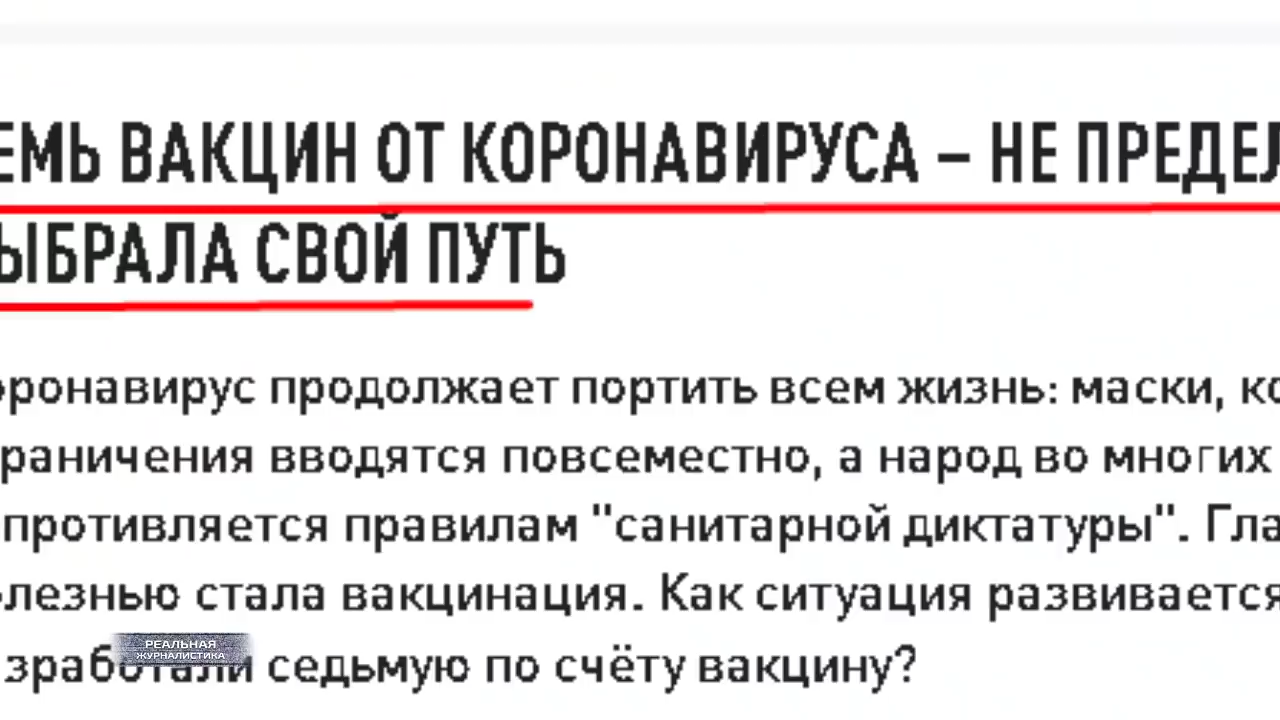 ЕМЬ ВАКЦИН ОТ КОРОНАВИРУСА – НЕ ПРЕДЕЛ
ЫБРАЛА СВОЙ ПУТЬ
оронавирус продолжает портить всем жизнь: маски, ко
раничения вводятся повсеместно, а народ во многих
противляется правилам "санитарной диктатуры". Гла
лезнью стала вакцинация. Как ситуация развивается
зработали седьмую по счёту вакцину?
РЕАЛЬНАЯ
ЖУРНАЛИСТИКА